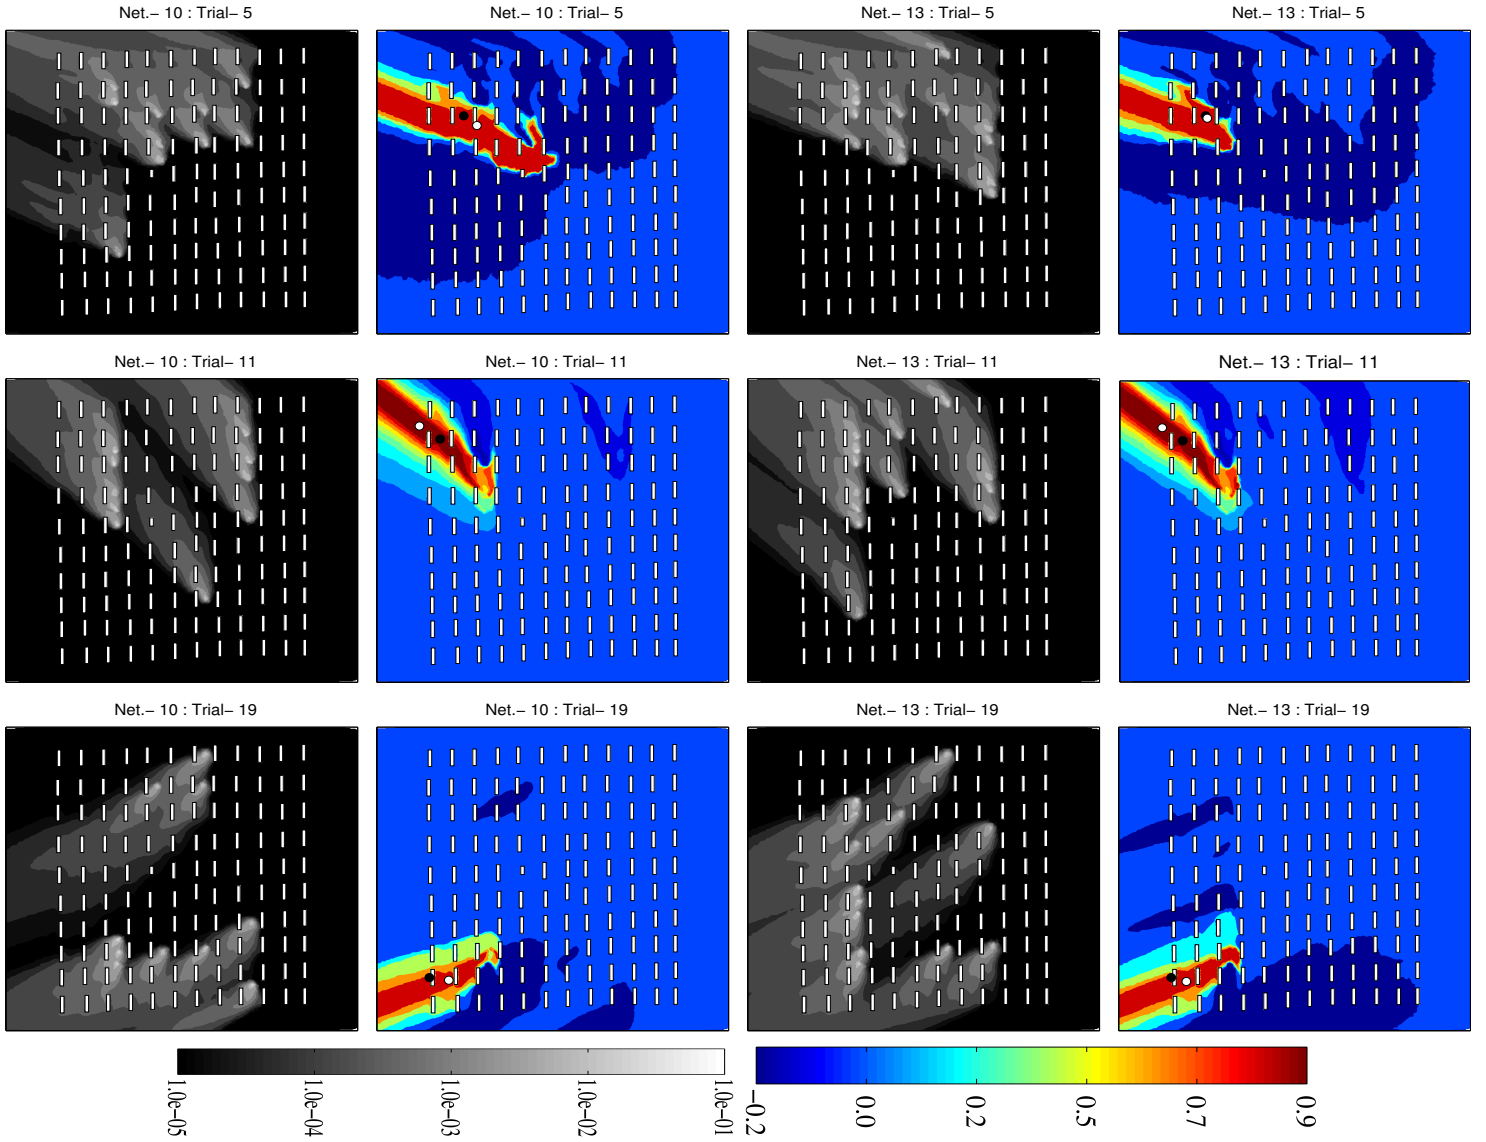 Net.– 10 : Trial– 5
Net.– 10 : Trial– 5
Net.– 13 : Trial– 5
Net.– 13 : Trial– 5
Net.– 10 : Trial– 11
Net.– 10 : Trial– 11
Net.– 13 : Trial– 11
Net.– 13 : Trial– 11
Net.– 10 : Trial– 19
Net.– 10 : Trial– 19
Net.– 13 : Trial– 19
Net.– 13 : Trial– 19
1.0e−05
1.0e−04
1.0e−03
1.0e−02
1.0e−01
−0.2
0.0
0.2
0.5
0.7
0.9